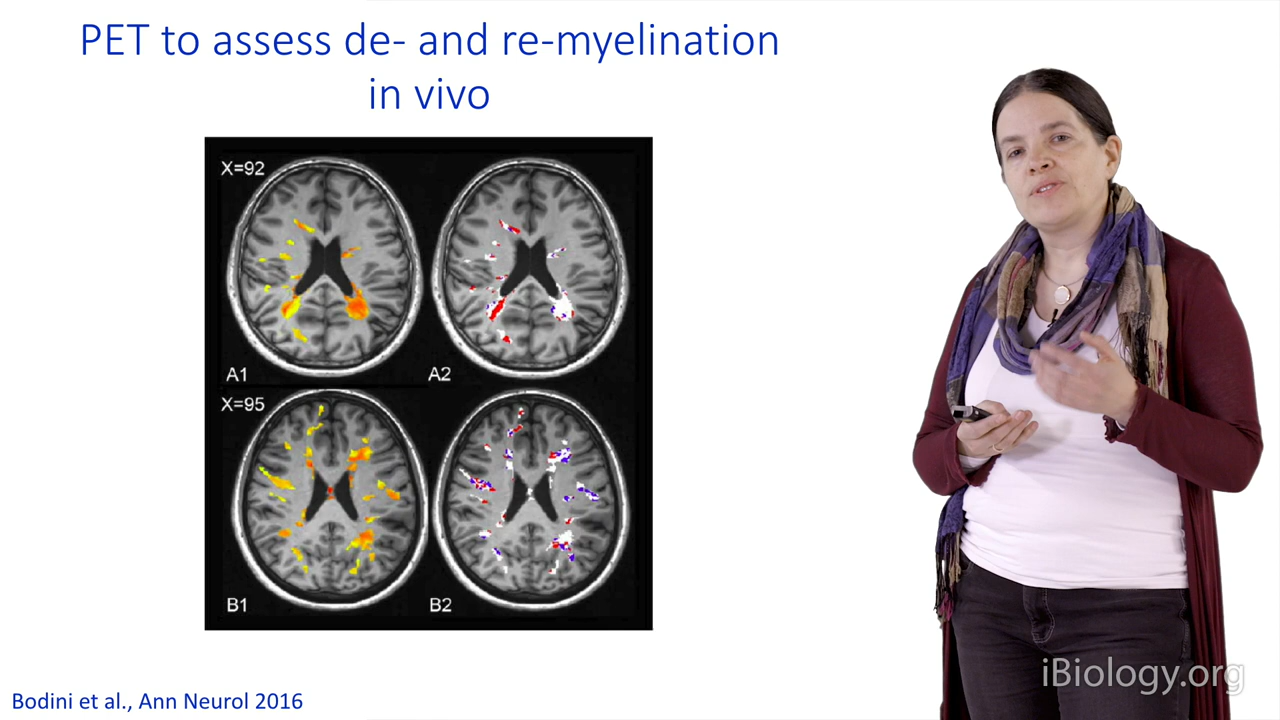 PET to assess de- and re-myelination
in vivo
X=92
A1
A2
X=95
B1
B2
Bodini et al., Ann Neurol 2016
iBiology.org